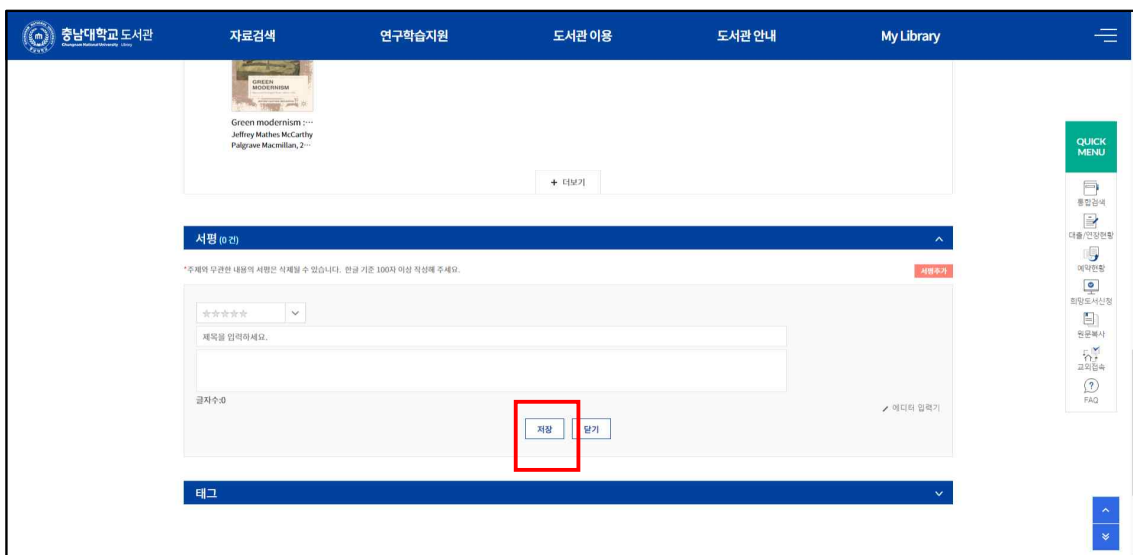 충남대학교 도서관
Chungnam National University Library
자료검색
연구학습지원
도서관 이용
도서관 안내
My Library
GREEN
MODERNISM
Green modernism :…
Jeffrey Mathes McCarthy
Palgrave Macmillan, 2…
+ 더보기
QUICK
MENU
통합검색
대출/연장현황
예약현황
희망도서신청
원문복사
교외접속
FAQ
서평 (0 건)
*주제와 무관한 내용의 서평은 삭제될 수 있습니다. 한글 기준 100자 이상 작성해 주세요.
서평추가
제목을 입력하세요.
글자수:0
에디터 입력기
저장
닫기
태그